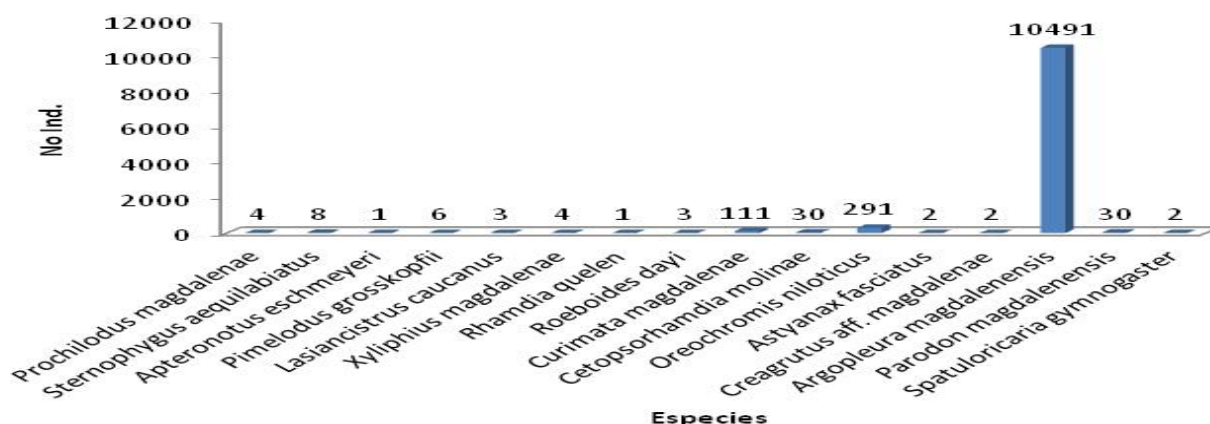 12000
10000
8000
6000
4000
2000
0
No Ind.
4 8 1 6 3 4 1 3 111 30 291 2 2 10491 30 2
Prochilodus magdalenae
Sternophygus aequilabiatus
Apteronotus eschmeyeri
Pimelodus grosskopfii
Lasiancistrus caucanus
Xyliphius magdalenae
Rhamdia quelen
Roeboides dayi
Curimata magdalenae
Cetopsorhamdia molinae
Oreochromis niloticus
Astyanax fasciatus
Creagrutus aff. magdalenae
Argopleura magdalenensis
Parodon magdalenensis
Spatuloricaria gymnogaster
Especies